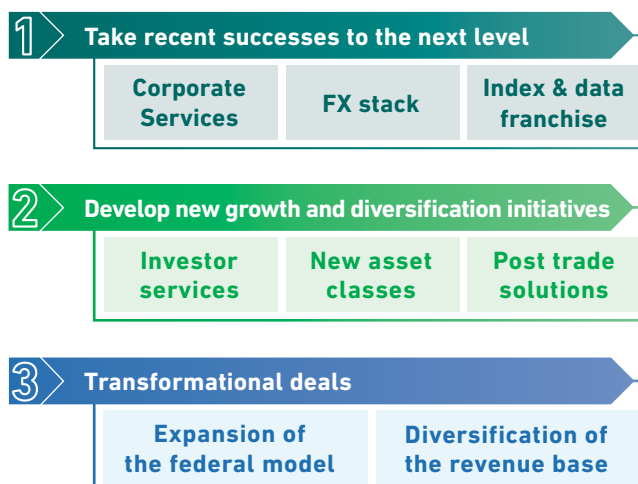 1 Take recent successes to the next level
Corporate
Services
FX stack
Index & data
franchise
2 Develop new growth and diversification initiatives
Investor
services
New asset
classes
Post trade
solutions
3 Transformational deals
Expansion of
the federal model
Diversification of
the revenue base